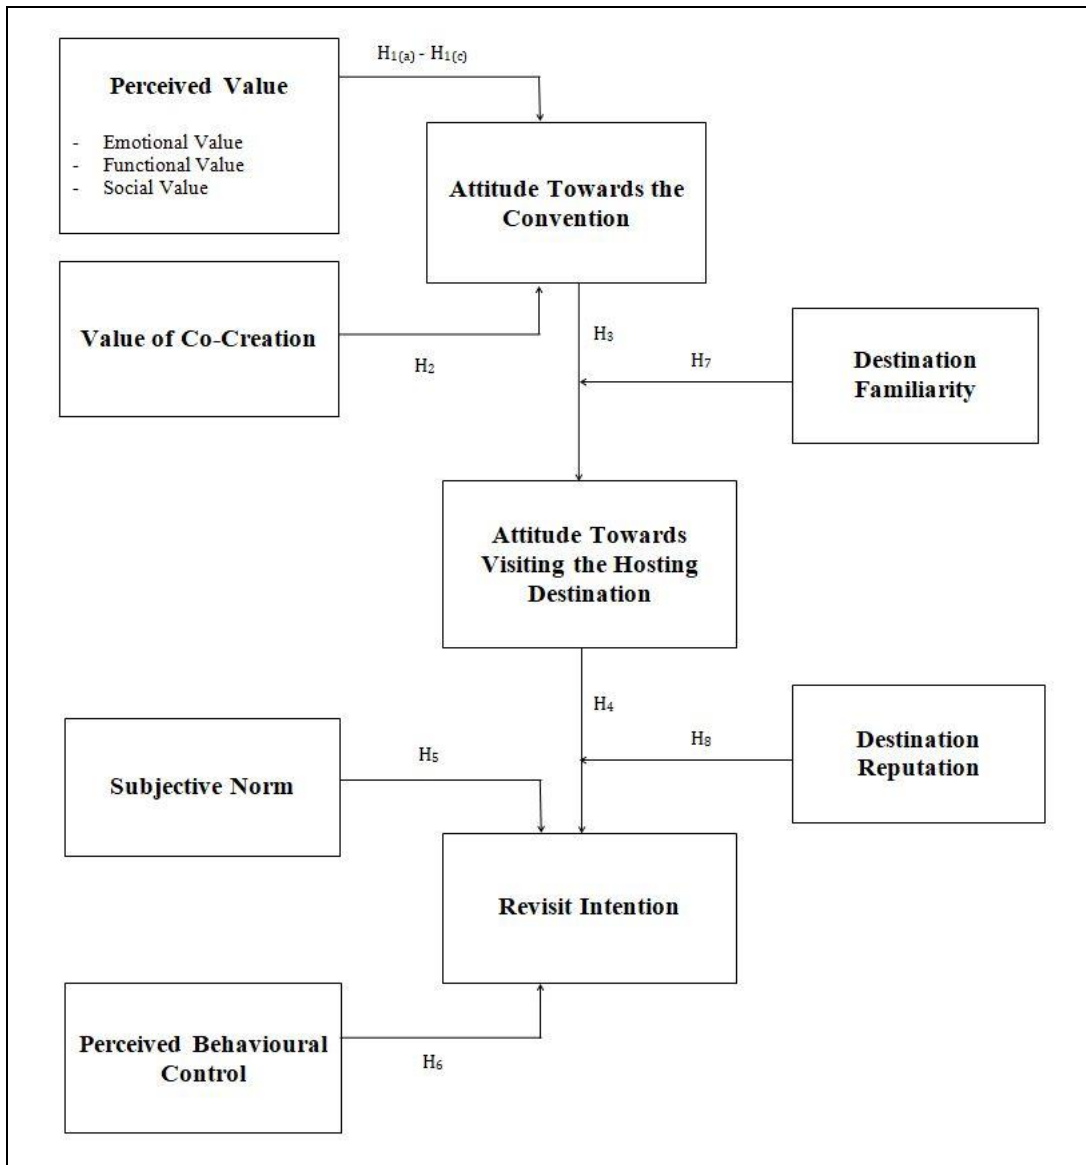 H1(a) - H1(c)
Perceived Value
- Emotional Value
- Functional Value
- Social Value
Attitude Towards the
Convention
Value of Co-Creation
H2
H3
H7
Destination
Familiarity
Attitude Towards
Visiting the Hosting
Destination
H4
H8
Destination
Reputation
H5
Subjective Norm
Revisit Intention
Perceived Behavioural
Control
H6